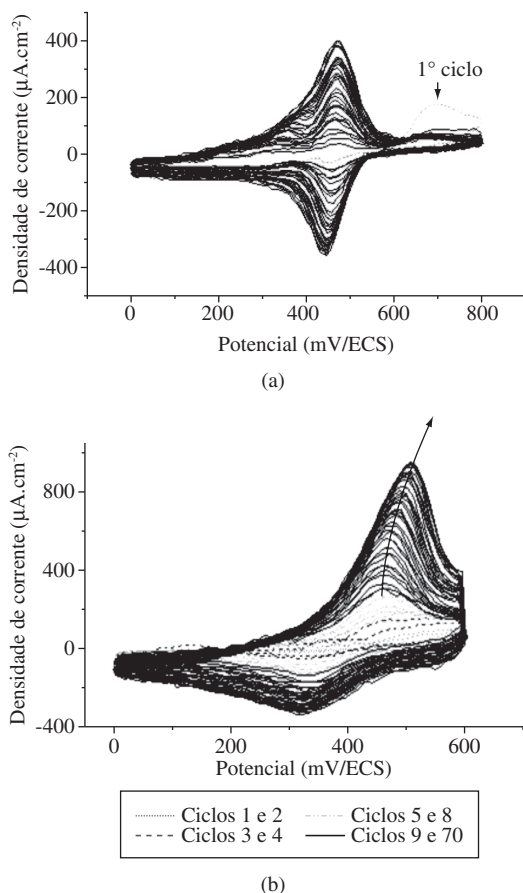 400
200
0
-200
-400
Densidade de corrente (µA.cm⁻²)
1° ciclo
0
200
400
600
800
Potencial (mV/ECS)
(a)
800
400
0
-400
Densidade de corrente (µA.cm⁻²)
0
200
400
600
Potencial (mV/ECS)
Ciclos 1 e 2
Ciclos 5 e 8
Ciclos 3 e 4
Ciclos 9 e 70
(b)